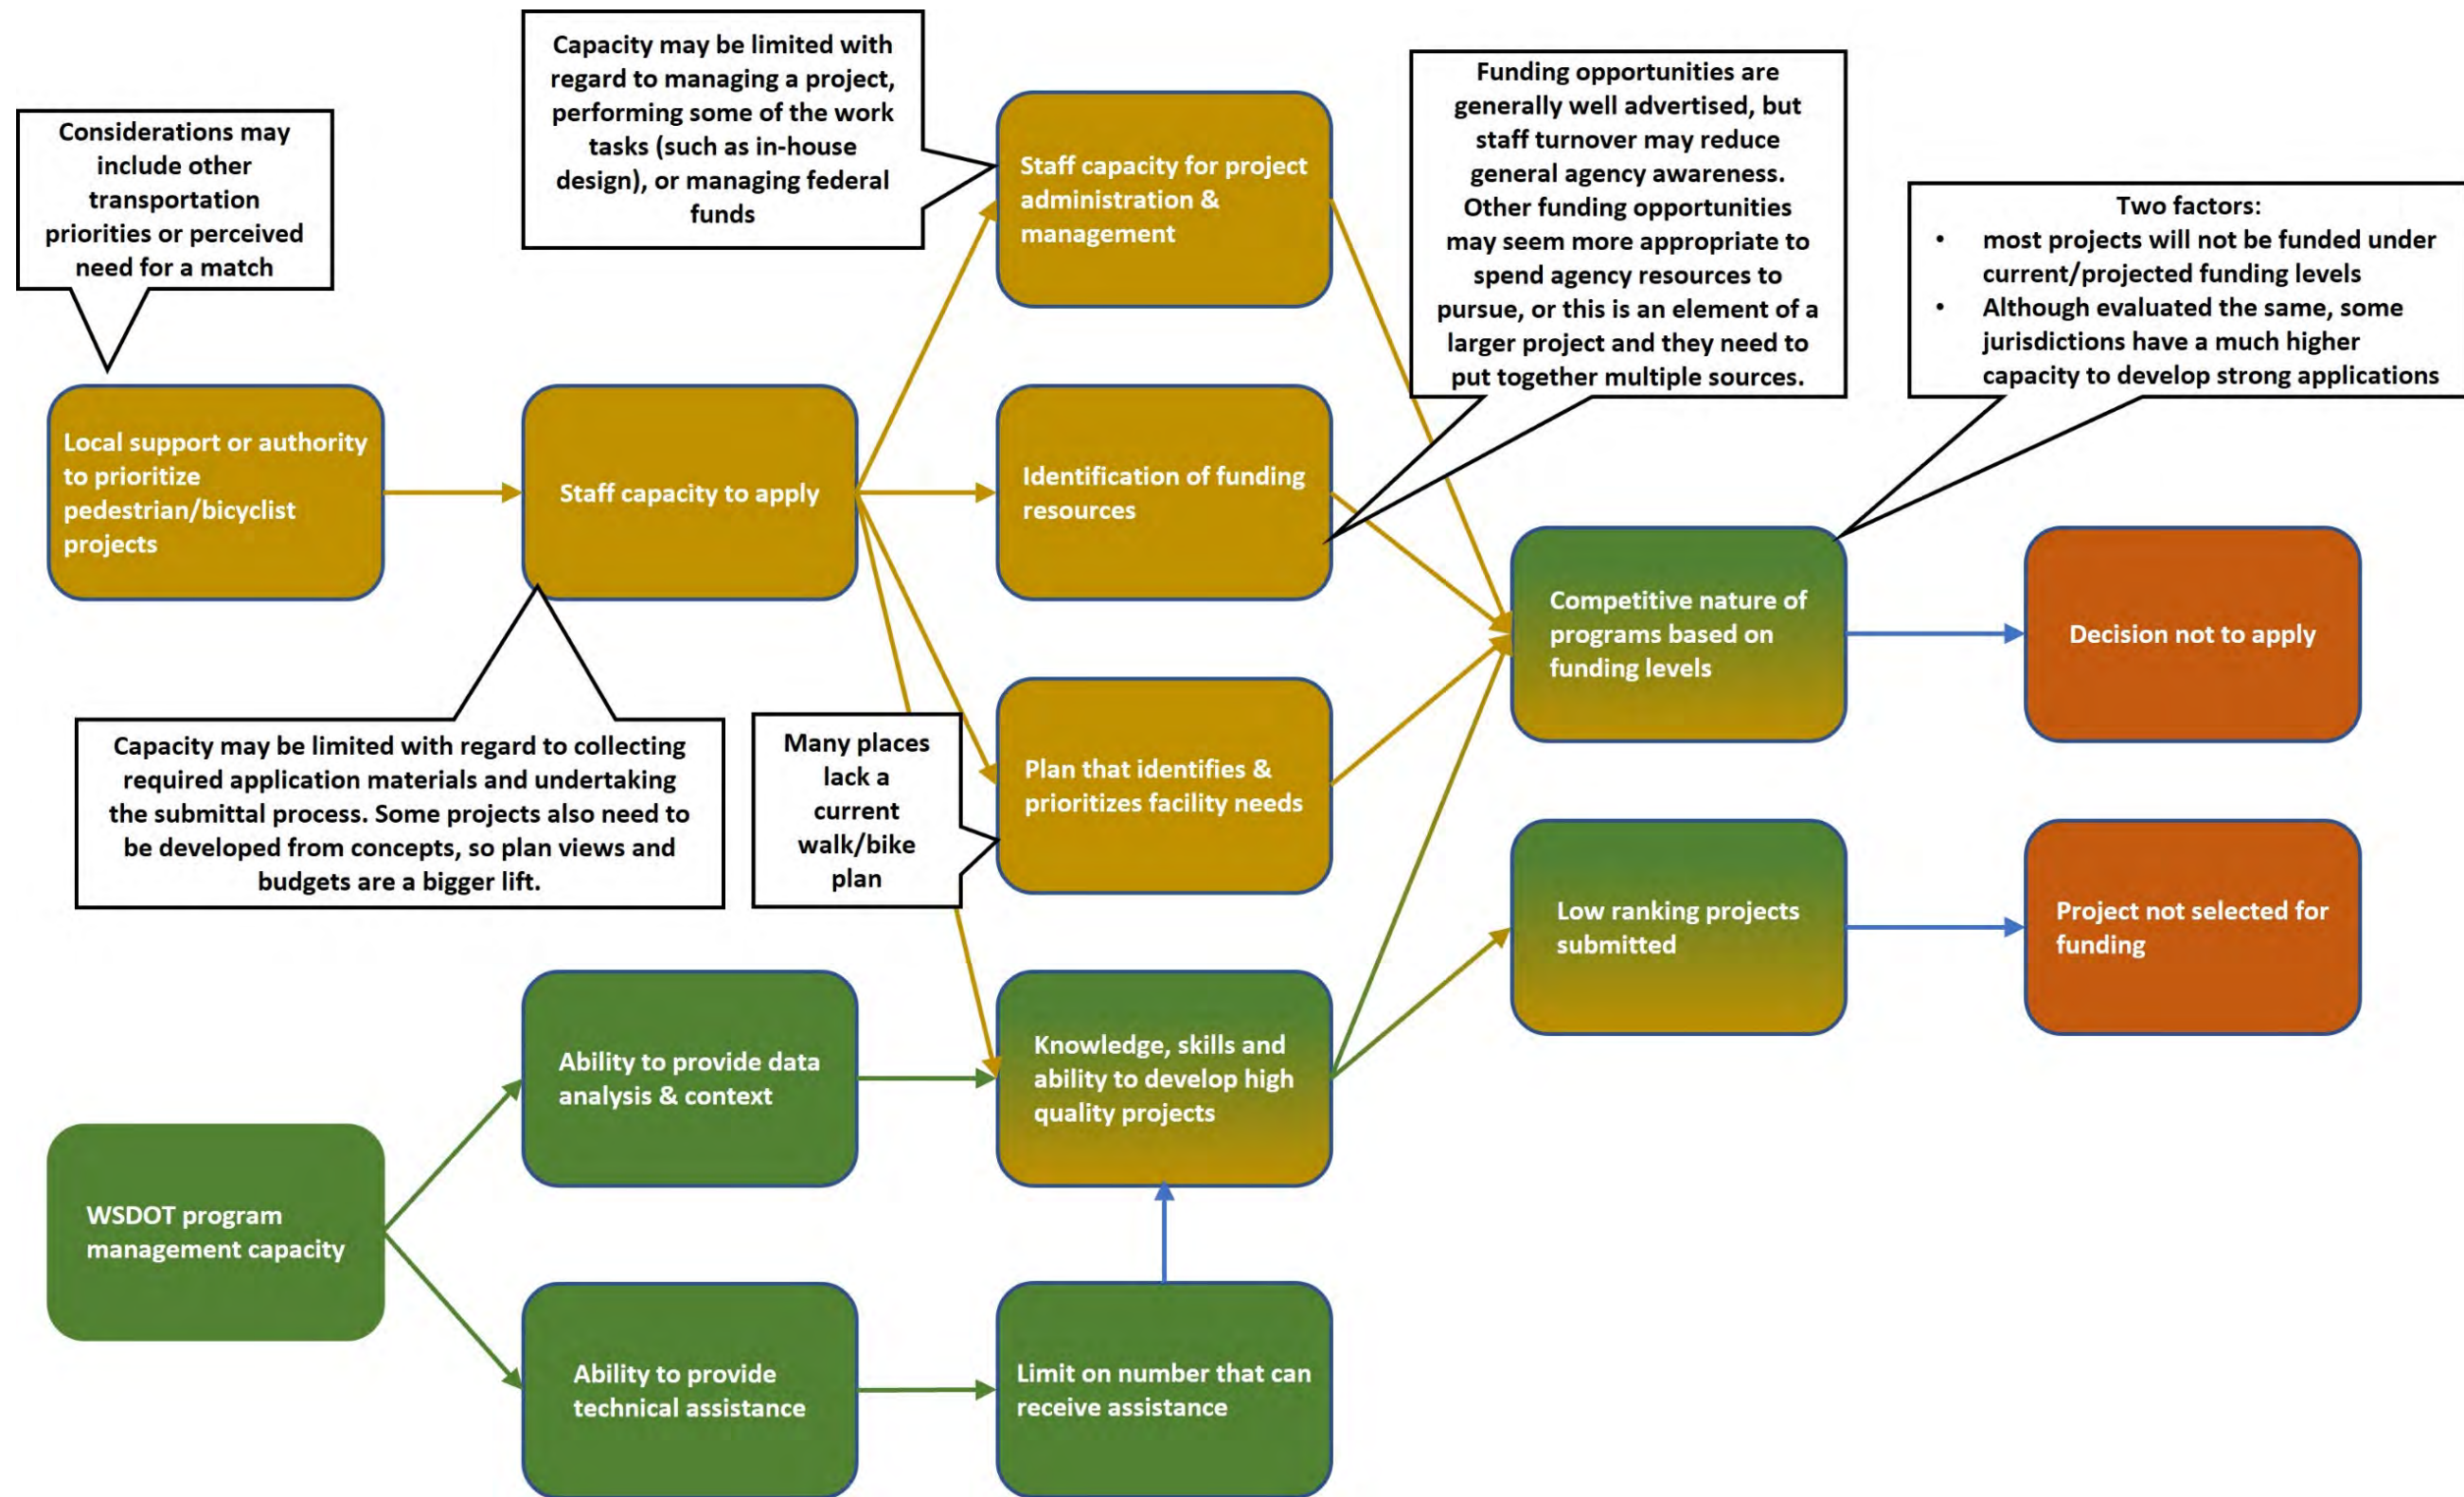 Considerations may
include other
transportation
priorities or perceived
need for a match
Capacity may be limited with
regard to managing a project,
performing some of the work
tasks (such as in-house
design), or managing federal
funds
Staff capacity for project
administration &
management
Funding opportunities are
generally well advertised, but
staff turnover may reduce
general agency awareness.
Other funding opportunities
may seem more appropriate to
spend agency resources to
pursue, or this is an element of a
larger project and they need to
put together multiple sources.
Two factors:
• most projects will not be funded under
current/projected funding levels
• Although evaluated the same, some
jurisdictions have a much higher
capacity to develop strong applications
Local support or authority
to prioritize
pedestrian/bicyclist
projects
Staff capacity to apply
Identification of funding
resources
Competitive nature of
programs based on
funding levels
Decision not to apply
Capacity may be limited with regard to collecting
required application materials and undertaking
the submittal process. Some projects also need to
be developed from concepts, so plan views and
budgets are a bigger lift.
Many places
lack a
current
walk/bike
plan
Plan that identifies &
prioritizes facility needs
Low ranking projects
submitted
Project not selected for
funding
Ability to provide data
analysis & context
Knowledge, skills and
ability to develop high
quality projects
WSDOT program
management capacity
Ability to provide
technical assistance
Limit on number that can
receive assistance